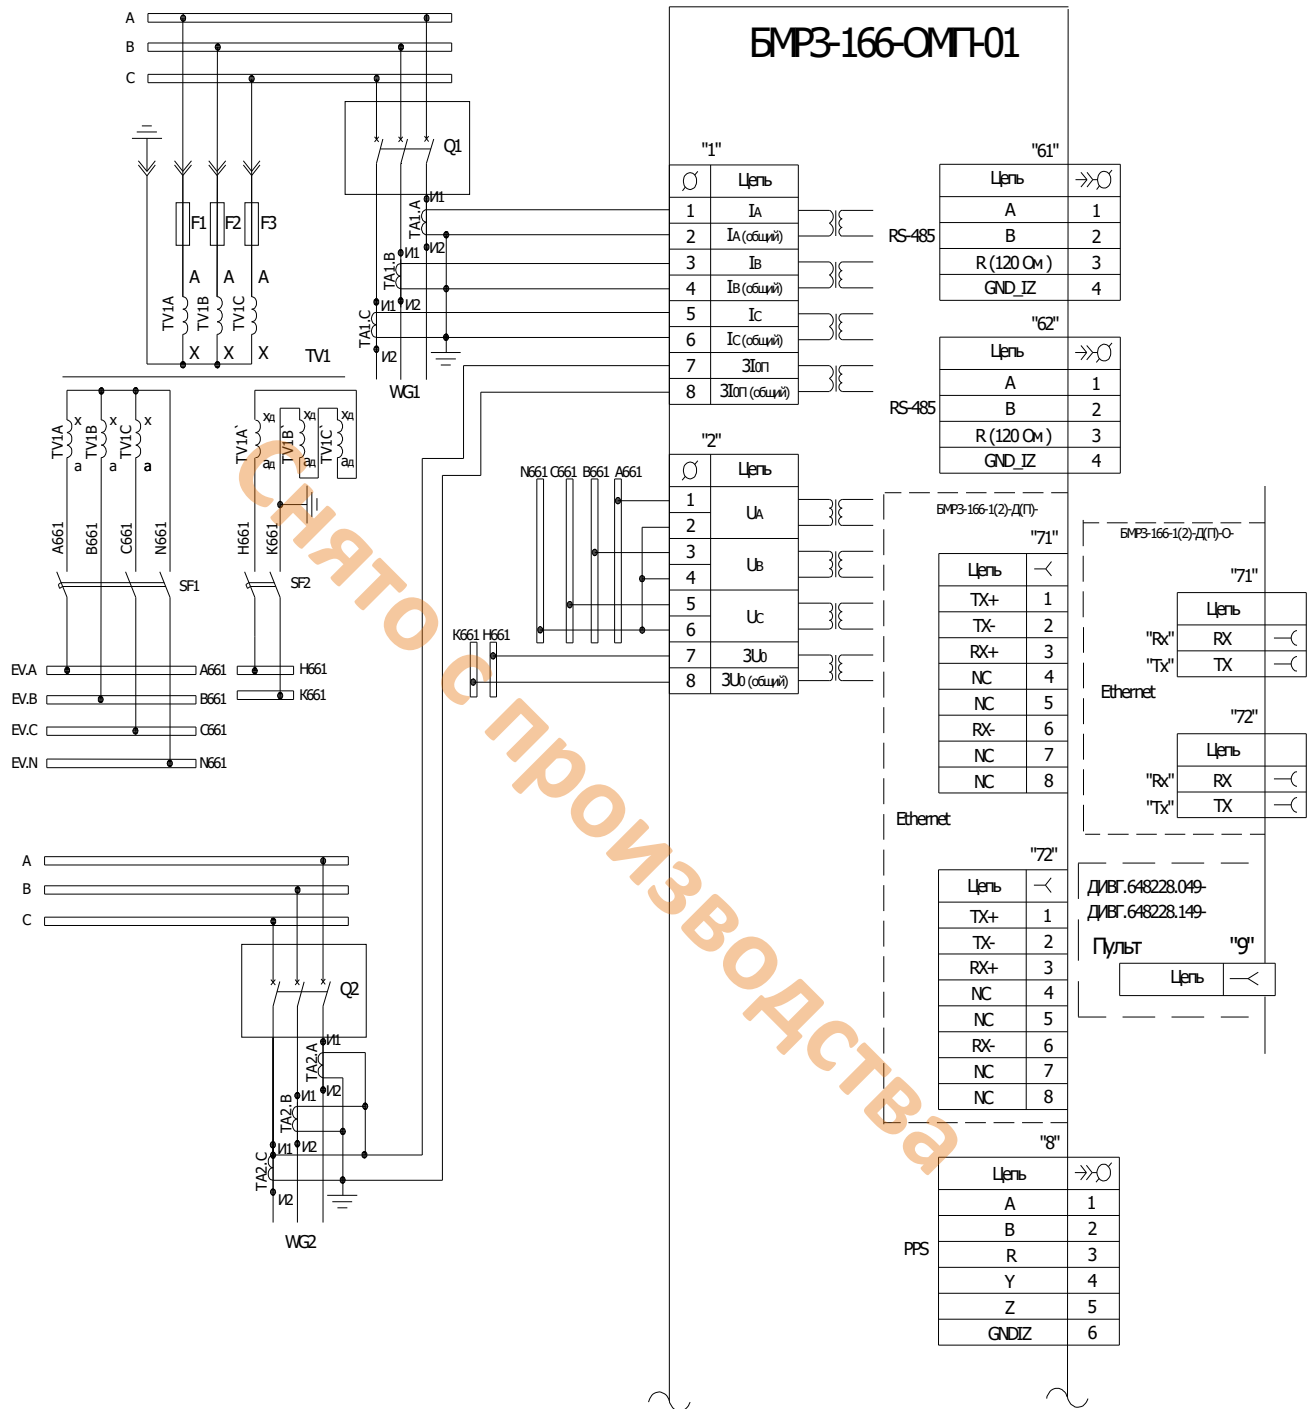 БМРЗ-166-ОМП-01
A
B
C
Q1
F1
F2
F3
A
A
A
TV1A
TV1B
TV1C
X
X
X
TV1
TA1.A
И1
И2
TA1.B
И1
И2
TA1.C
И1
И2
WG1
"1"
Цепь
1 IA
2 IA (общий)
3 IB
4 IB (общий)
5 IC
6 IC (общий)
7 3I0П
8 3I0П (общий)
"61"
Цепь
RS-485
A 1
B 2
R (120 Ом) 3
GND_IZ 4
"62"
Цепь
RS-485
A 1
B 2
R (120 Ом) 3
GND_IZ 4
TV1A
TV1B
TV1C
x
x
x
a
a
a
TV1A`
TV1B`
TV1C`
xд
xд
xд
aд
aд
aд
A661
B661
C661
N661
H661
K661
SF1
SF2
EV.A A661
EV.B B661
EV.C C661
EV.N N661
H661
K661
"2"
Цепь
N661 C661 B661 A661
1
2
UA
3
4
UB
5
6
UC
K661 H661
7 3U0
8 3U0 (общий)
БМРЗ-166-1(2)-Д(П)-
"71"
Цепь
TX+ 1
TX- 2
RX+ 3
NC 4
NC 5
RX- 6
NC 7
NC 8
Ethernet
"72"
Цепь
TX+ 1
TX- 2
RX+ 3
NC 4
NC 5
RX- 6
NC 7
NC 8
БМРЗ-166-1(2)-Д(П)-О-
"71"
Цепь
"Rx" RX
"Tx" TX
Ethernet
"72"
Цепь
"Rx" RX
"Tx" TX
ДИВГ.648228.049-
ДИВГ.648228.149-
Пульт "9"
Цепь
A
B
C
Q2
TA2.A
И1
И2
TA2.B
И1
И2
TA2.C
И1
И2
WG2
"8"
Цепь
PPS
A 1
B 2
R 3
Y 4
Z 5
GNDIZ 6
Снято с производства